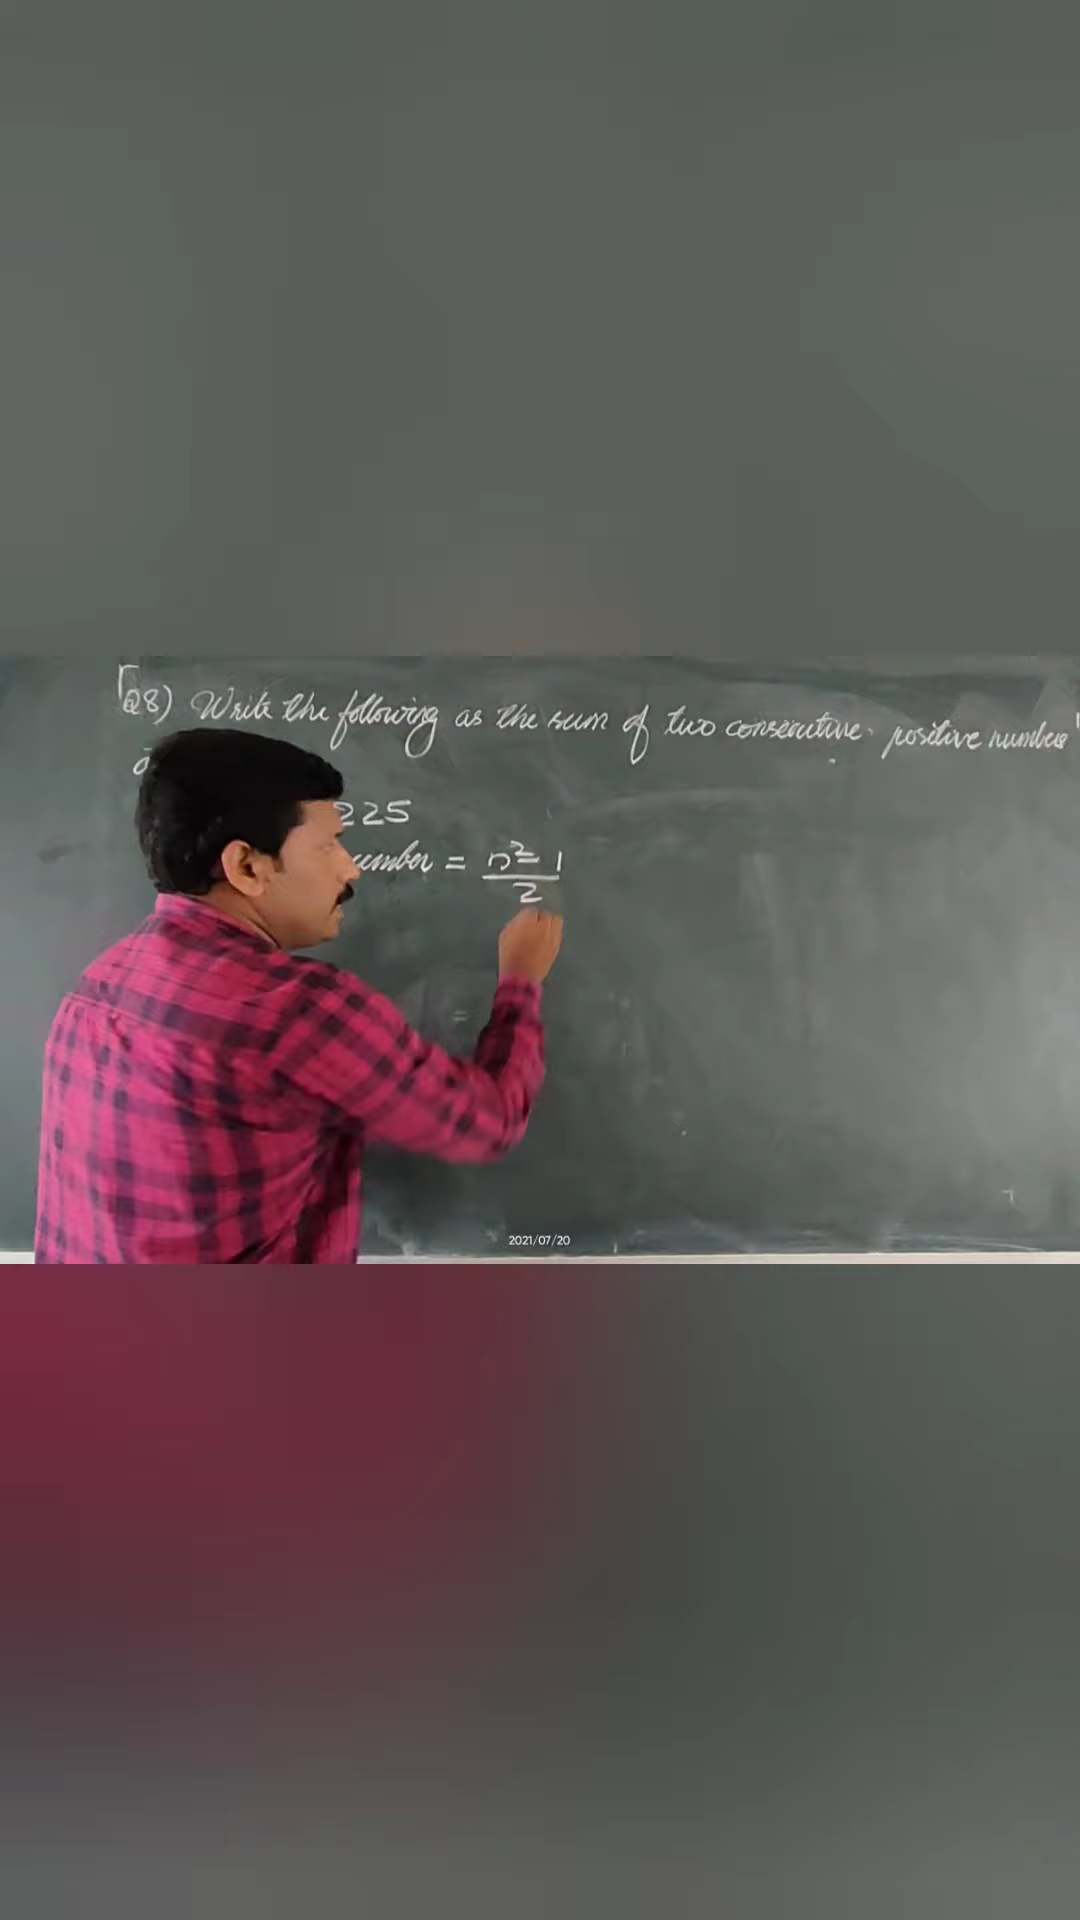 Q8) Write the following as the sum of two consecutive positive numbers
225
umber = n² - 1
2
2021/07/20